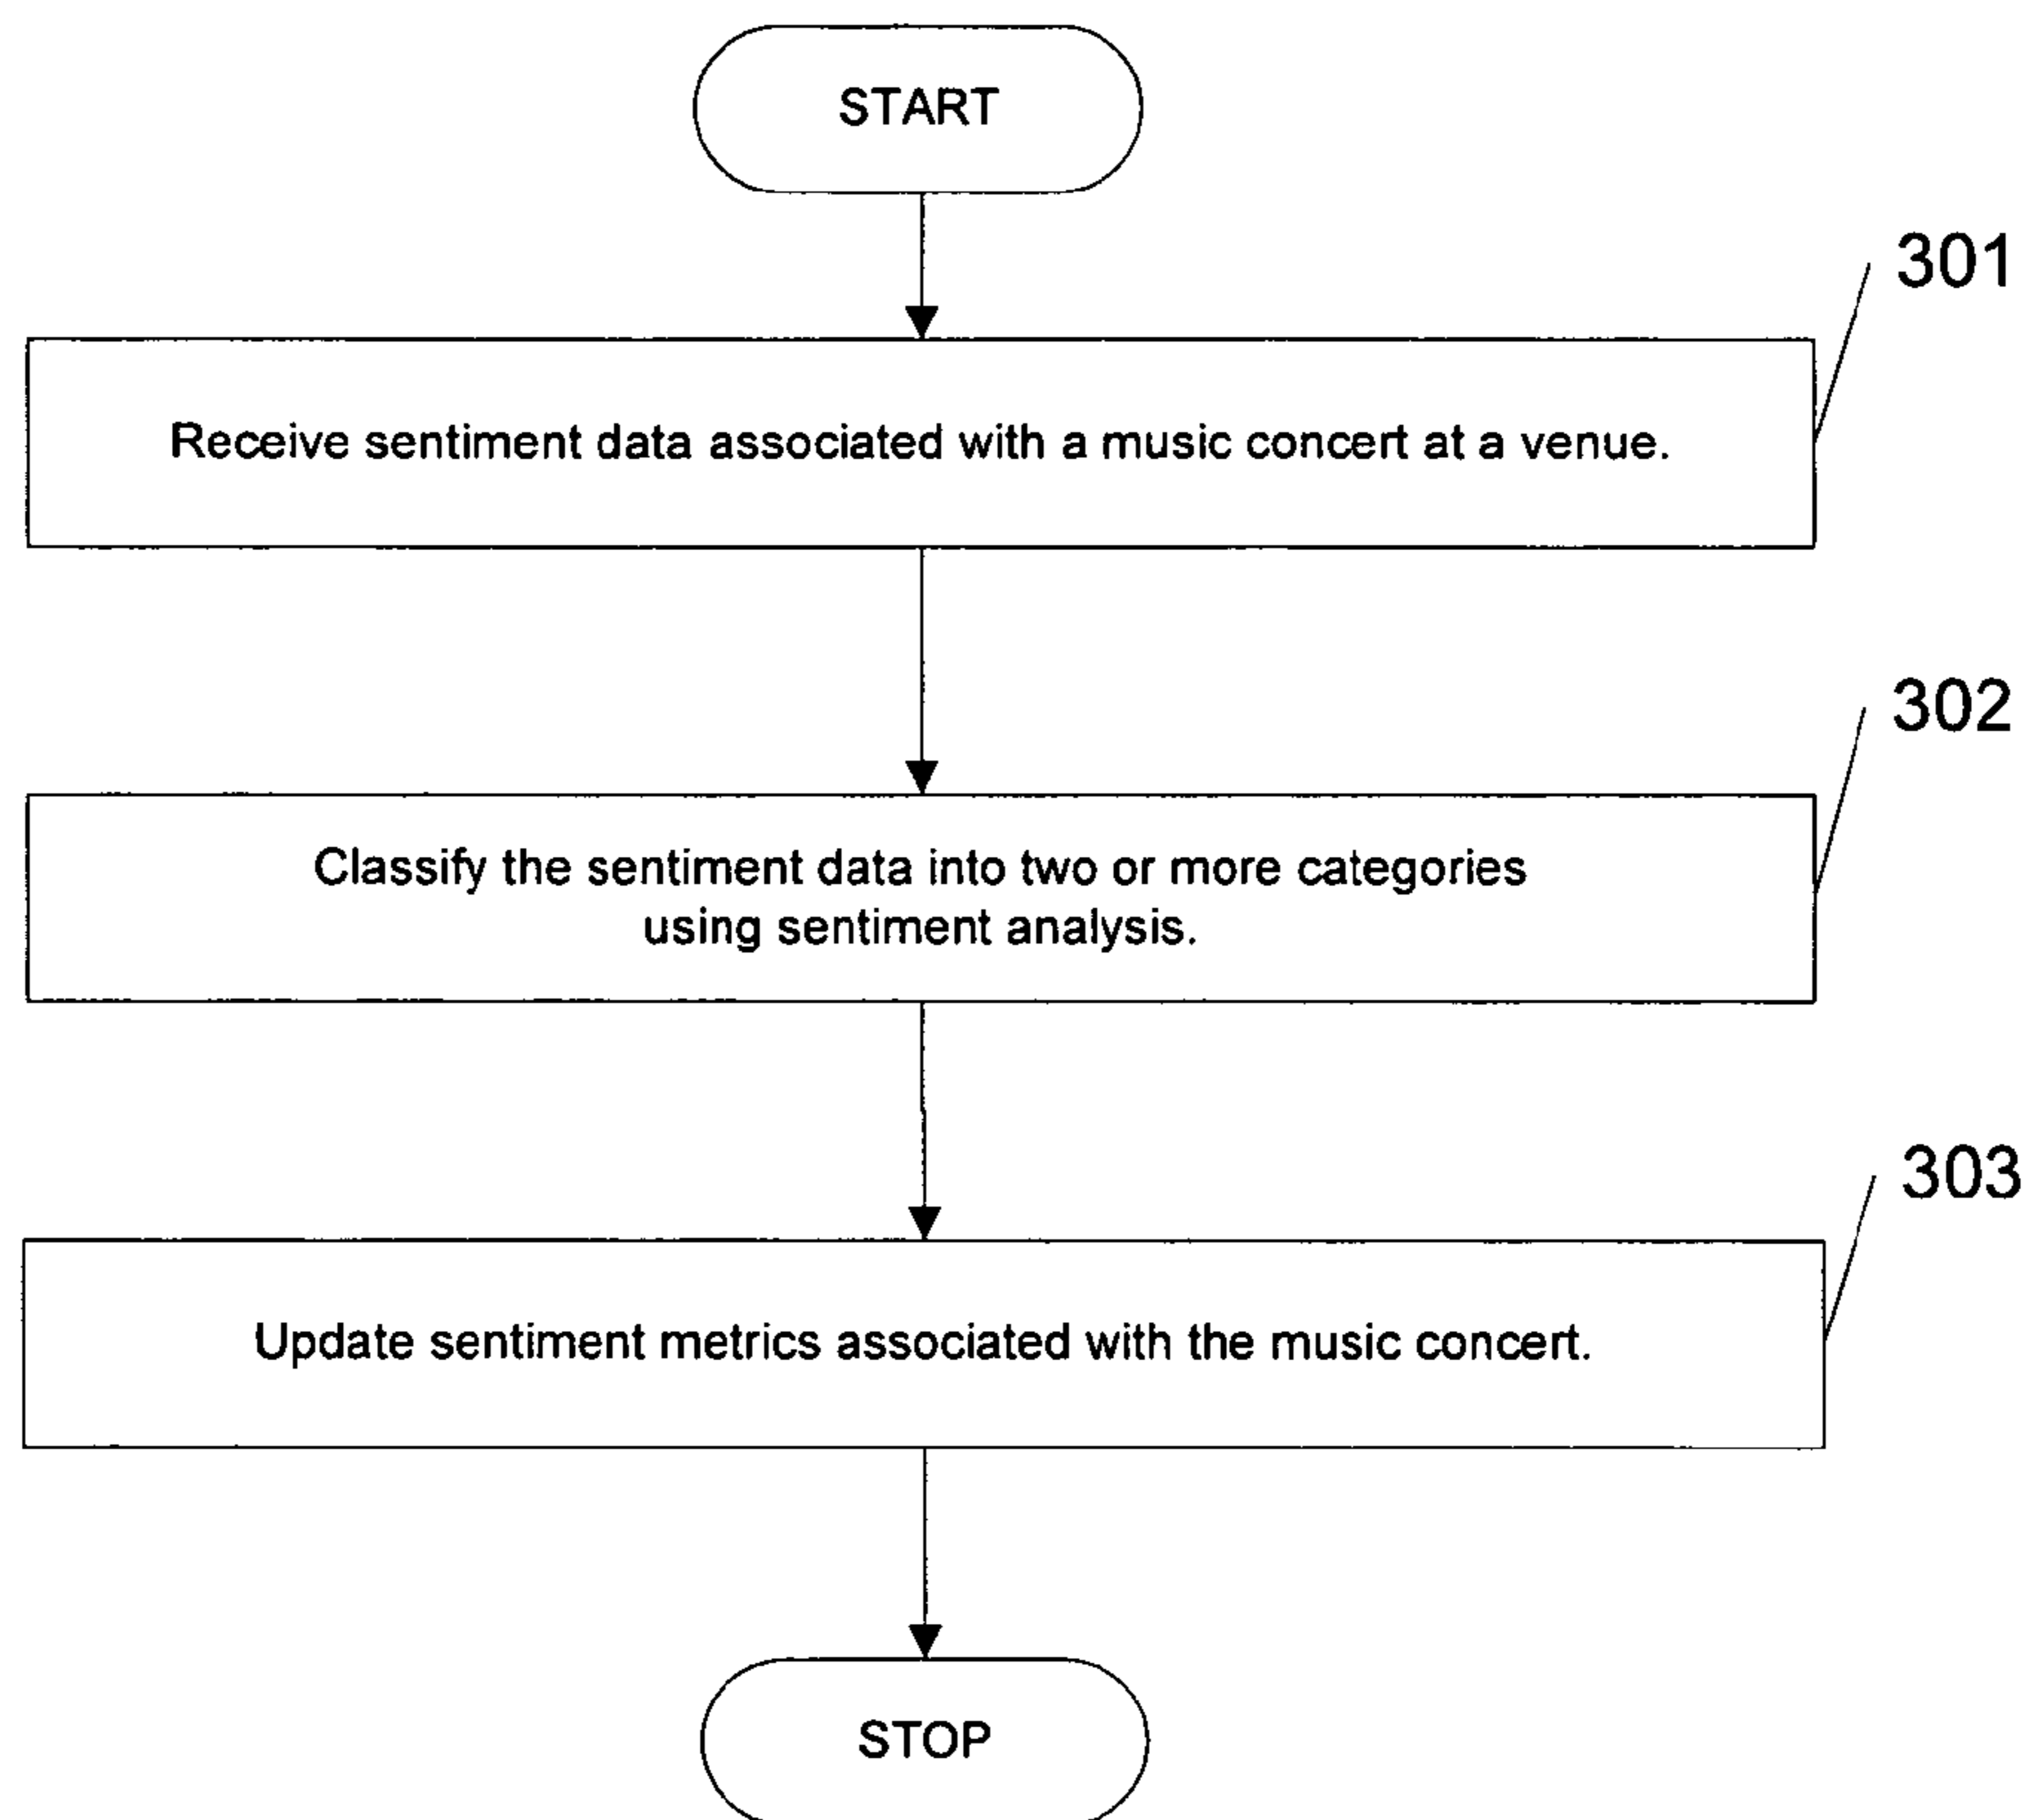 START
301
Receive sentiment data associated with a music concert at a venue.
302
Classify the sentiment data into two or more categories
using sentiment analysis.
303
Update sentiment metrics associated with the music concert.
STOP